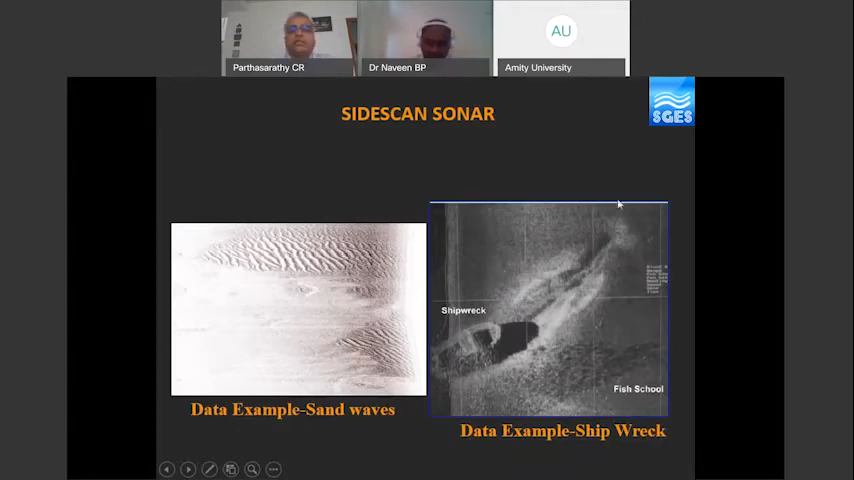 AU
Parthasarathy CR
Dr Naveen BP
Amity University
SIDESCAN SONAR
SGES
Shipwreck
Fish School
Data Example-Sand waves
Data Example-Ship Wreck